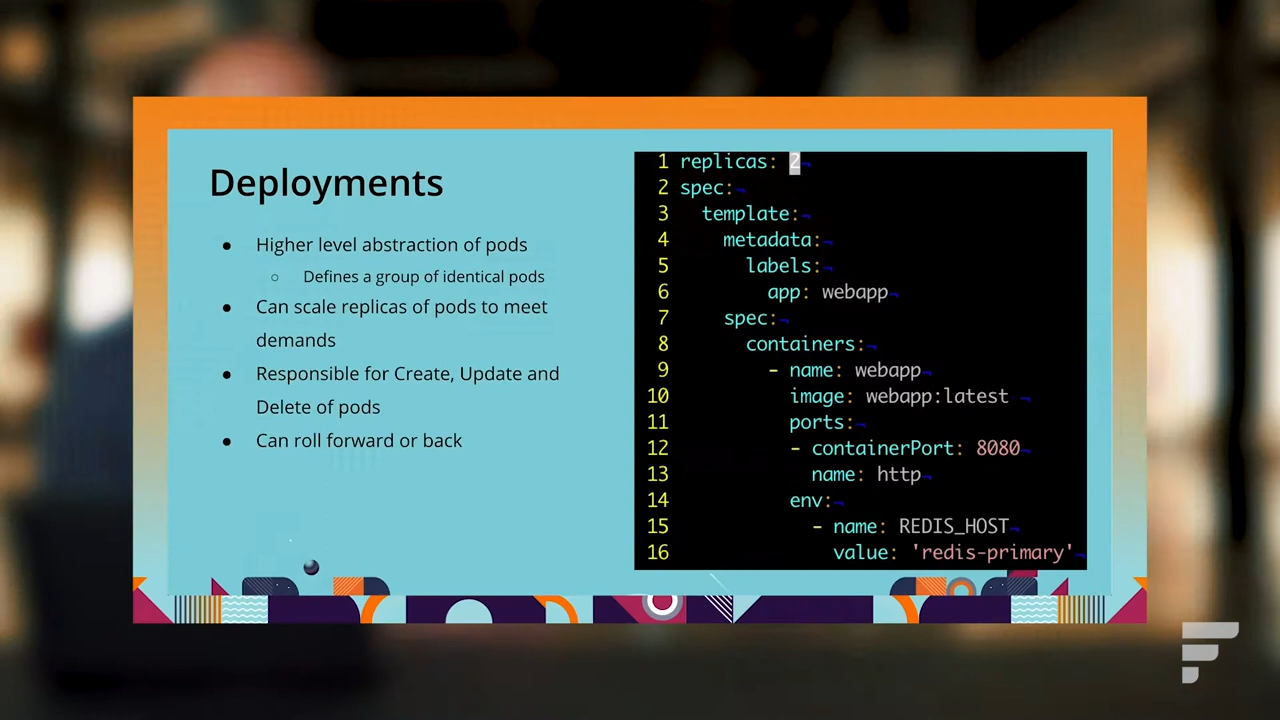 Deployments
● Higher level abstraction of pods
○ Defines a group of identical pods
● Can scale replicas of pods to meet
demands
● Responsible for Create, Update and
Delete of pods
● Can roll forward or back
1 replicas: 2¬
2 spec:¬
3   template:¬
4     metadata:¬
5       labels:¬
6         app: webapp¬
7     spec:¬
8       containers:¬
9         - name: webapp¬
10           image: webapp:latest ¬
11           ports:¬
12           - containerPort: 8080¬
13             name: http¬
14           env:¬
15             - name: REDIS_HOST¬
16               value: 'redis-primary'¬